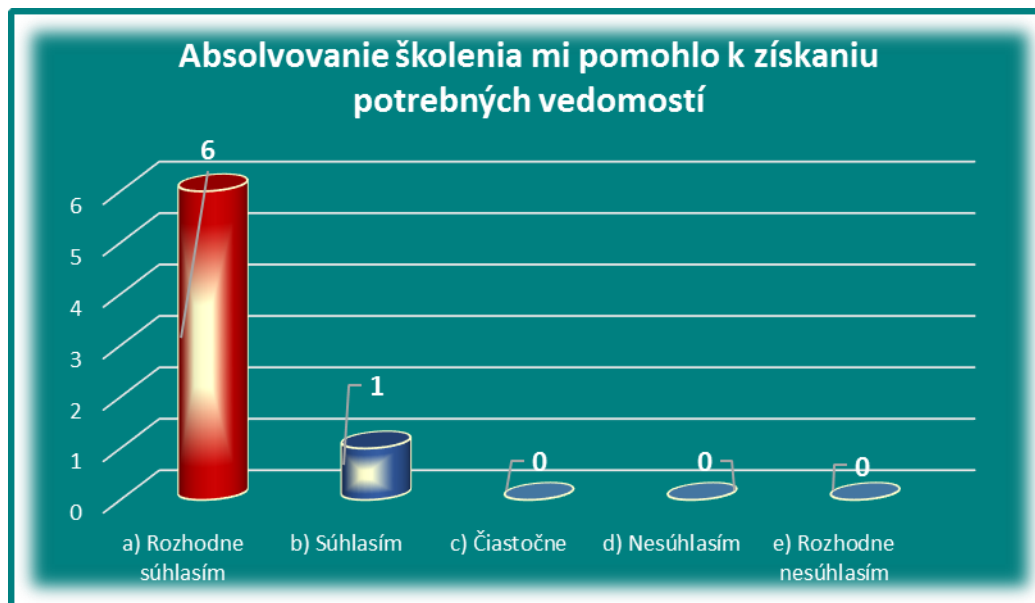 Absolvovanie školenia mi pomohlo k získaniu
potrebných vedomostí
6
1
0
0
0
6
5
4
3
2
1
0
a) Rozhodne
súhlasím
b) Súhlasím
c) Čiastočne
d) Nesúhlasím
e) Rozhodne
nesúhlasím